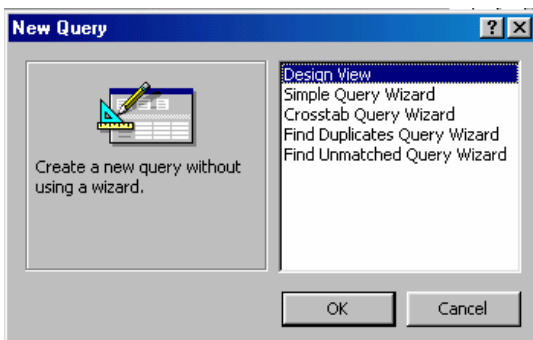 New Query
Design View
Simple Query Wizard
Crosstab Query Wizard
Find Duplicates Query Wizard
Find Unmatched Query Wizard
Create a new query without
using a wizard.
OK
Cancel